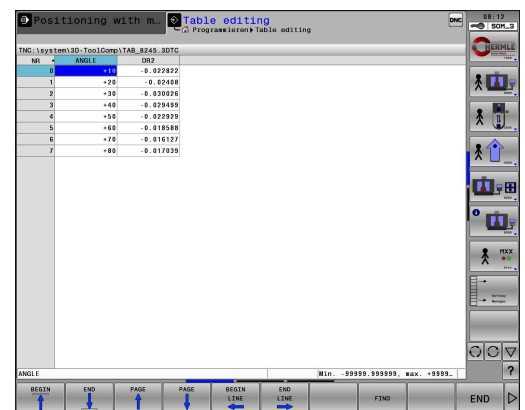 Positioning with m…
Table editing
Programmieren ▸ Table editing
DNC
08:12
SOM_3
TNC:\system\3D-ToolComp\TAB_8245.3DTC
NR ANGLE DR2
0 +10 -0.022822
1 +20 -0.02408
2 +30 -0.030026
3 +40 -0.029499
4 +50 -0.022929
5 +60 -0.018588
6 +70 -0.016127
7 +80 -0.017039
HERMLE
MXX
Softkey
Manager
ANGLE
Min. -99999.999999, max. +9999…
?
BEGIN
END
PAGE
PAGE
BEGIN LINE
END LINE
FIND
END